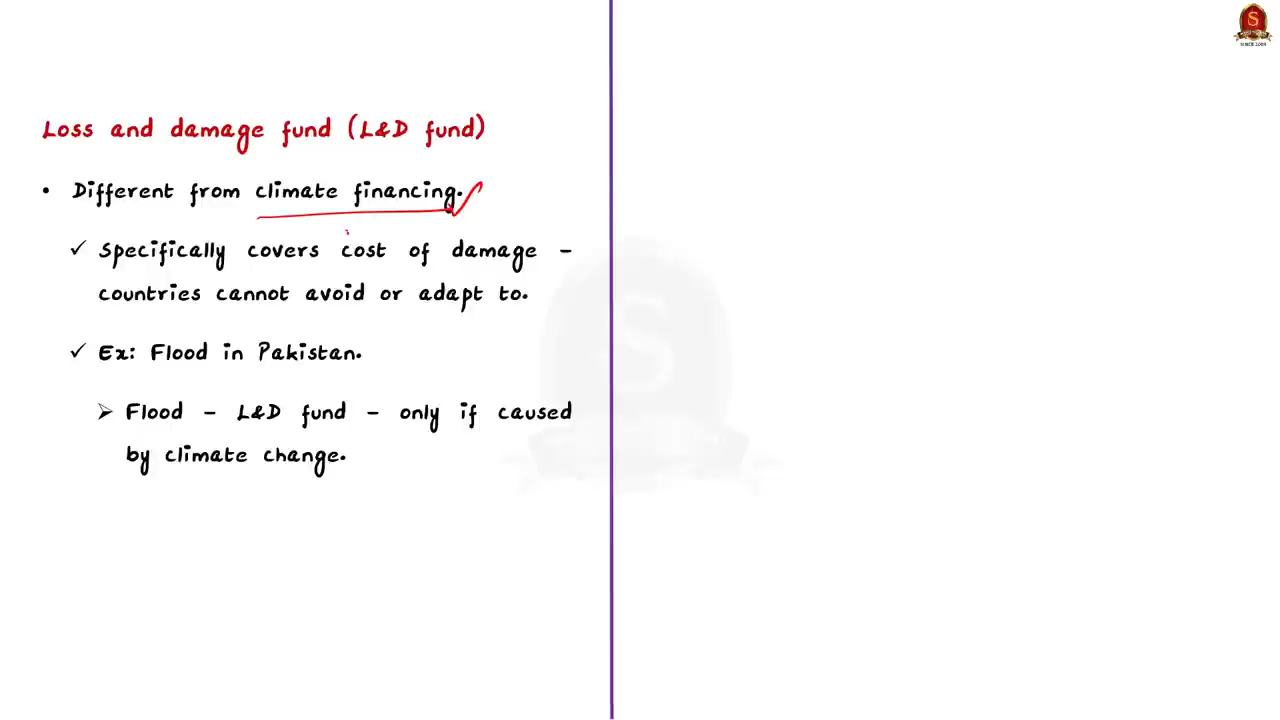 Loss and damage fund (L&D fund)
• Different from climate financing.
✓ Specifically covers cost of damage –
countries cannot avoid or adapt to.
✓ Ex: Flood in Pakistan.
➢ Flood – L&D fund – only if caused
by climate change.
S
S